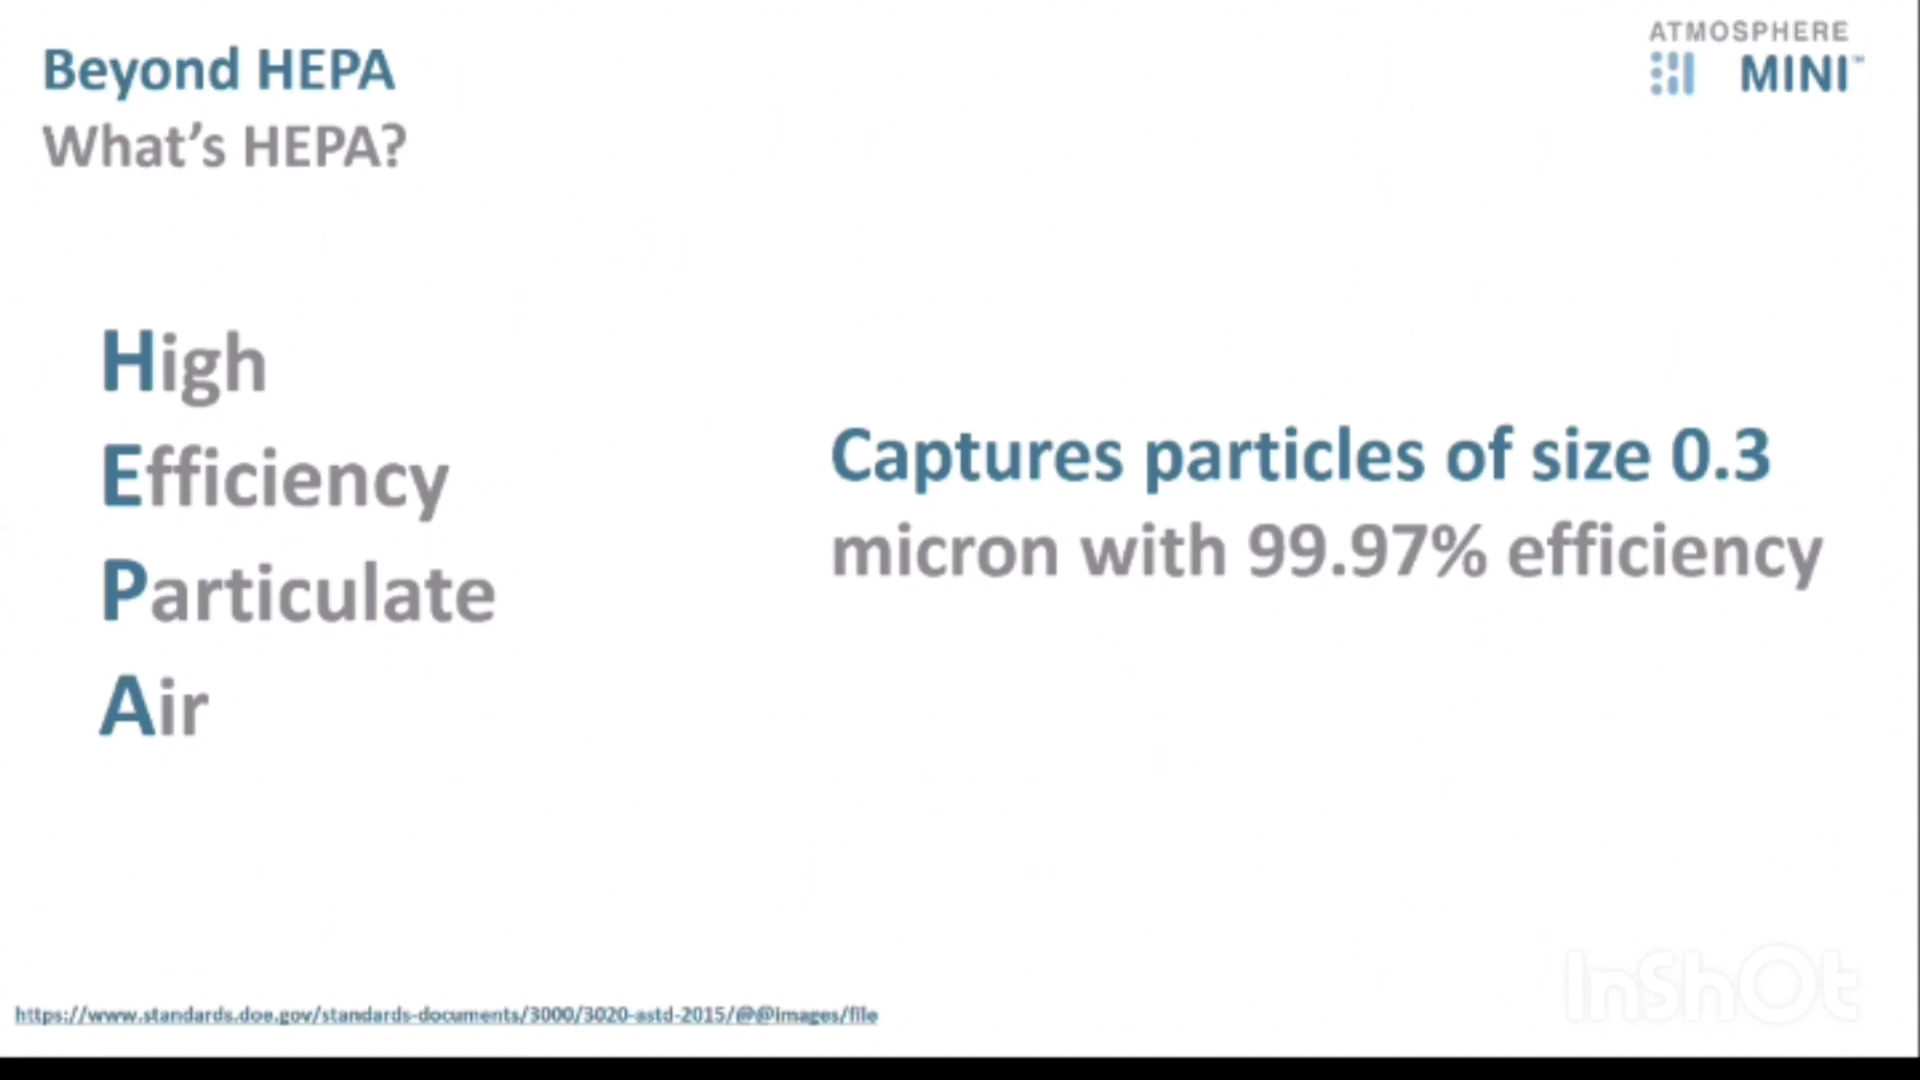 Beyond HEPA
What's HEPA?
ATMOSPHERE
MINI™
High
Efficiency
Particulate
Air
Captures particles of size 0.3
micron with 99.97% efficiency
https://www.standards.doe.gov/standards-documents/3000/3020-astd-2015/@@images/file
InShOt